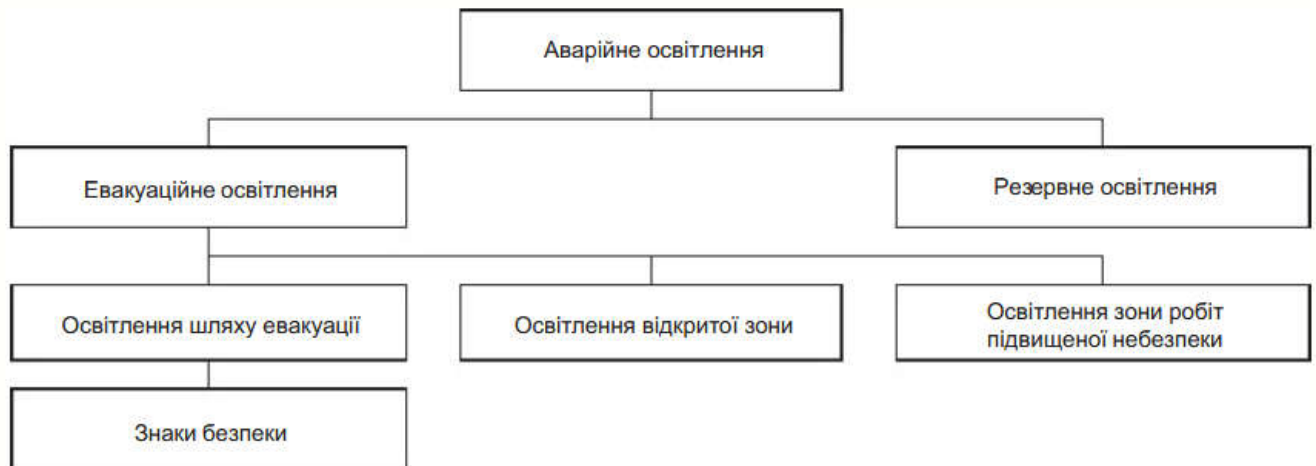 Аварійне освітлення
Евакуаційне освітлення
Резервне освітлення
Освітлення шляху евакуації
Освітлення відкритої зони
Освітлення зони робіт
підвищеної небезпеки
Знаки безпеки